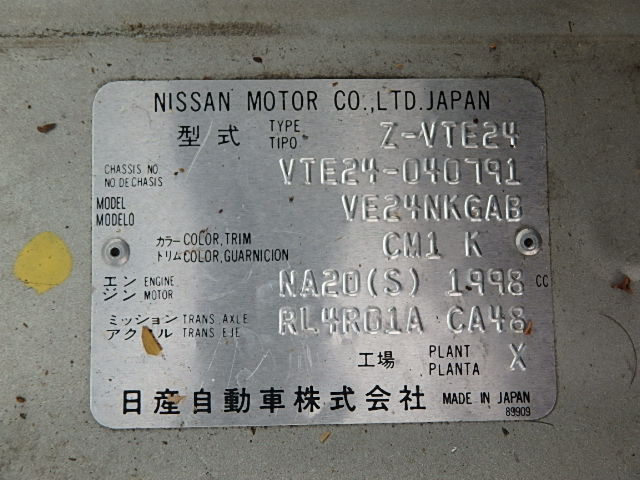 NISSAN MOTOR CO.,LTD.JAPAN
型式 TYPE TIPO Z-VTE24
CHASSIS NO NO DE CHASIS VTE24-040791
MODEL MODELO VE24NKGAB
カラー COLOR,TRIM トリム COLOR,GUARNICION CM1 K
エンジン ENGINE MOTOR NA20(S) 1998 CC
ミッション TRANS.AXLE アクスル TRANS EJE RL4R01A CA48
工場 PLANT PLANTA X
日産自動車株式会社 MADE IN JAPAN
89909